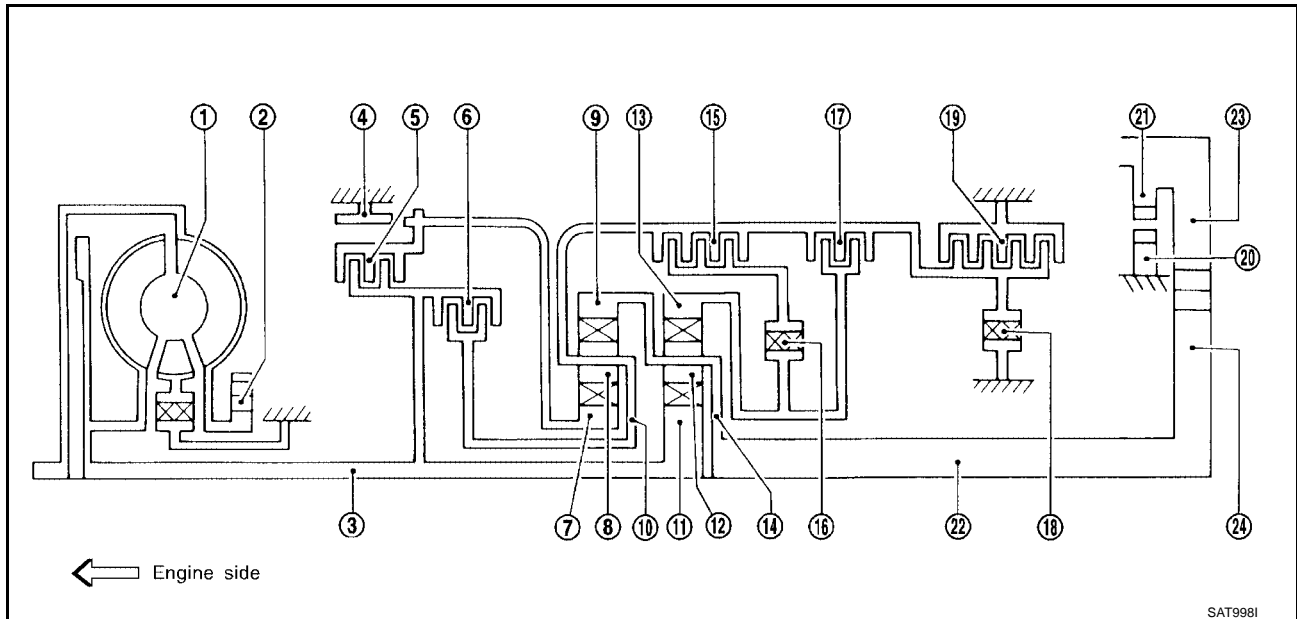 ① ② ④ ⑤ ⑥ ⑨ ⑬ ⑮ ⑰ ⑲ ㉑ ㉓
⑳
③ ⑦ ⑧ ⑩ ⑪ ⑫ ⑭ ⑯ ㉒ ⑱ ㉔
Engine side
SAT998I